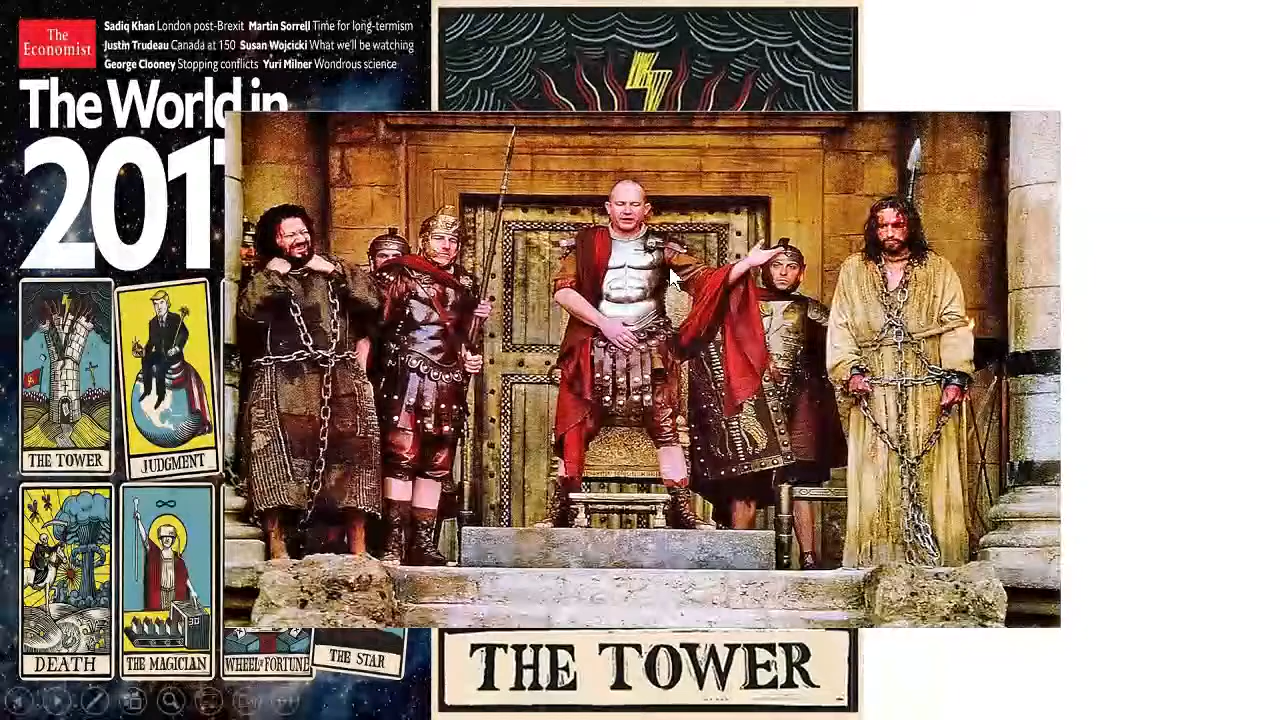 The
Economist
Sadiq Khan London post-Brexit Martin Sorrell Time for long-termism
Justin Trudeau Canada at 150 Susan Wojcicki What we'll be watching
George Clooney Stopping conflicts Yuri Milner Wondrous science
The World in
2017
THE TOWER
JUDGMENT
DEATH
THE MAGICIAN
WHEEL of FORTUNE
THE STAR
THE TOWER